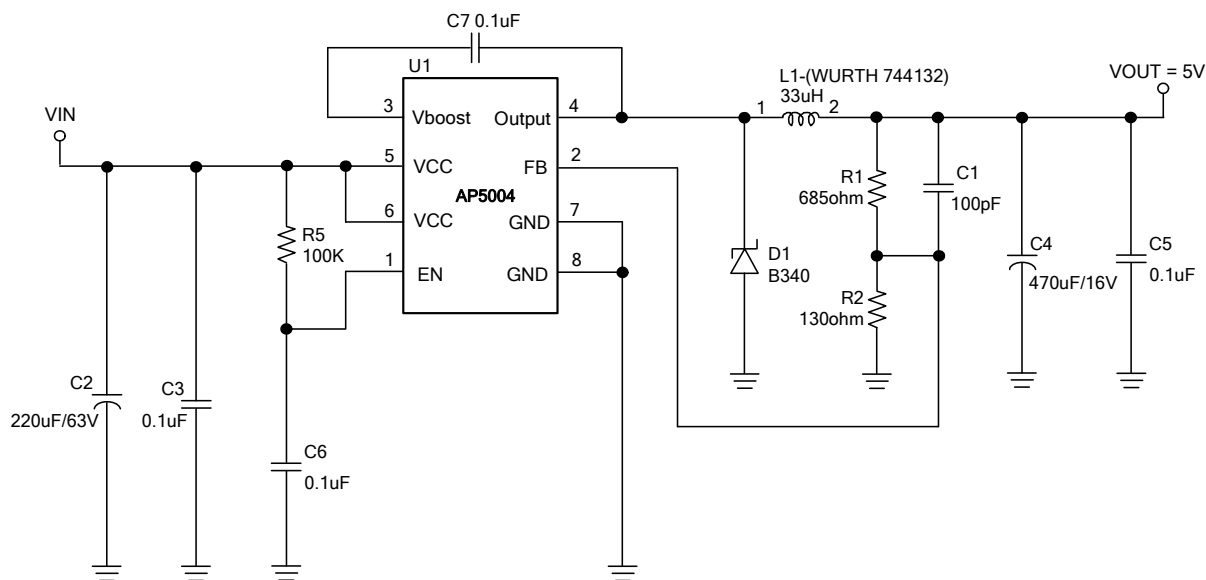 C7 0.1uF
U1
L1-(WURTH 744132)
33uH
VOUT = 5V
VIN
3
Vboost
Output
4
1
2
5
VCC
FB
2
AP5004
6
VCC
GND
7
1
EN
GND
8
R5
100K
R1
685ohm
C1
100pF
D1
B340
R2
130ohm
C4
470uF/16V
C5
0.1uF
C2
220uF/63V
C3
0.1uF
C6
0.1uF